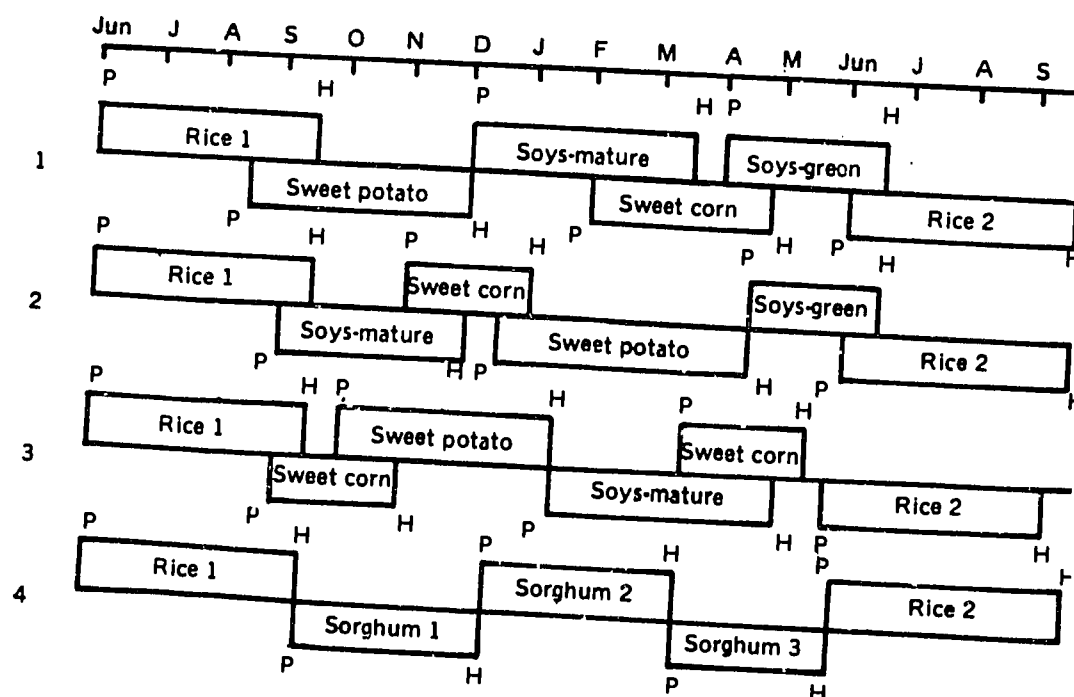 Jun J A S O N D J F M A M Jun J A S
P H P H P H
1 Rice 1 Soys-mature Soys-green
Sweet potato Sweet corn Rice 2
P P H P H P H P H P H H
2 Rice 1 Sweet corn Soys-green
Soys-mature Sweet potato Rice 2
P P H P H P H P H P H H
3 Rice 1 Sweet potato Sweet corn
Sweet corn Soys-mature Rice 2
P P H H P P H H P P H H
4 Rice 1 Sorghum 2 Rice 2
Sorghum 1 Sorghum 3
P H P H